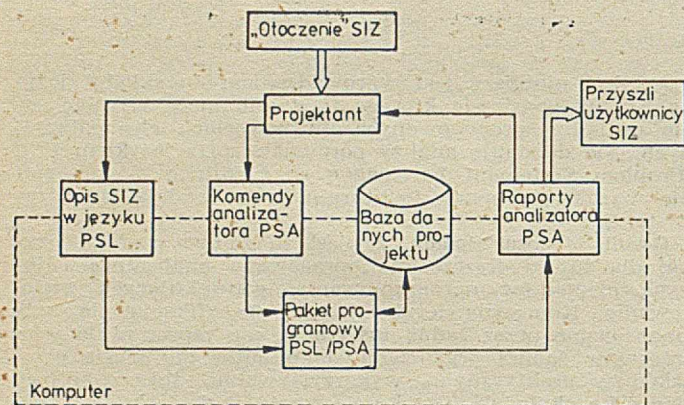 „Otoczenie" SIZ
Projektant
Przyszli
użytkownicy
SIZ
Opis SIZ
w języku
PSL
Komendy
analiza-
tora PSA
Baza da-
nych pro-
jektu
Raporty
analizatora
PSA
Pakiet pro-
gramowy
PSL/PSA
Komputer